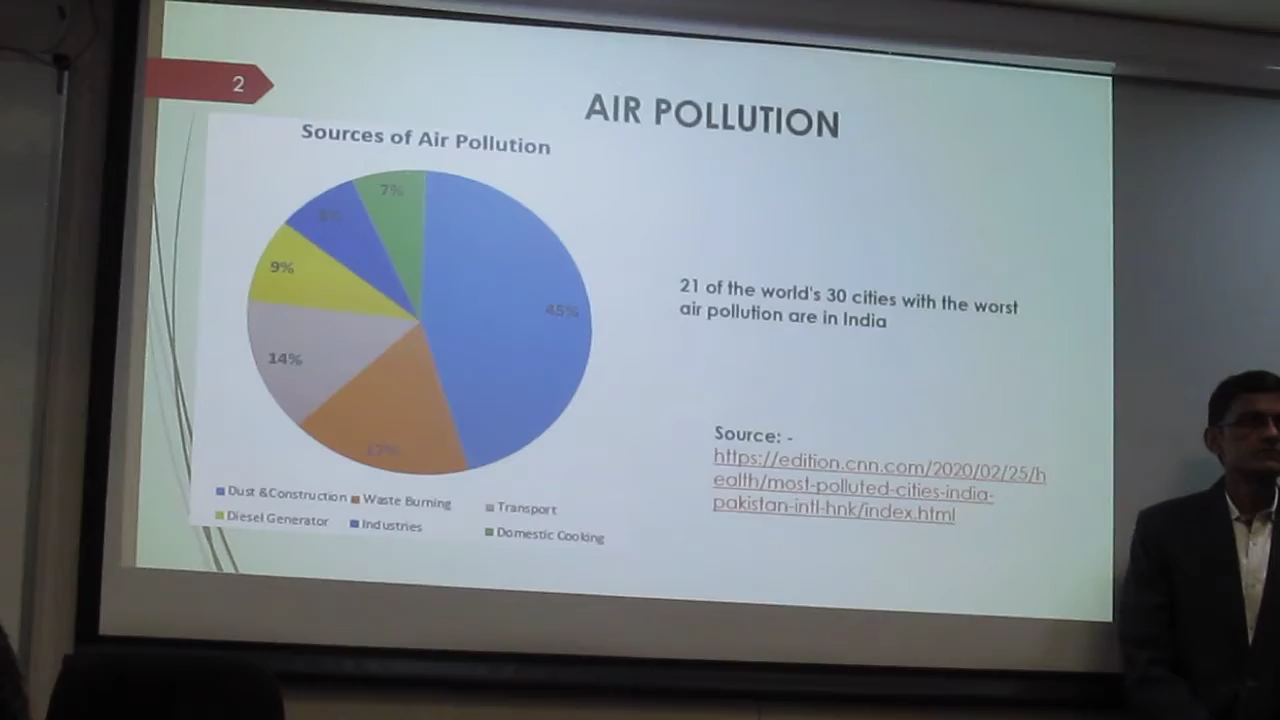 2
AIR POLLUTION
Sources of Air Pollution
7%
8%
9%
45%
14%
17%
Dust & Construction
Waste Burning
Transport
Diesel Generator
Industries
Domestic Cooking
21 of the world's 30 cities with the worst
air pollution are in India
Source: -
https://edition.cnn.com/2020/02/25/h
ealth/most-polluted-cities-india-
pakistan-intl-hnk/index.html